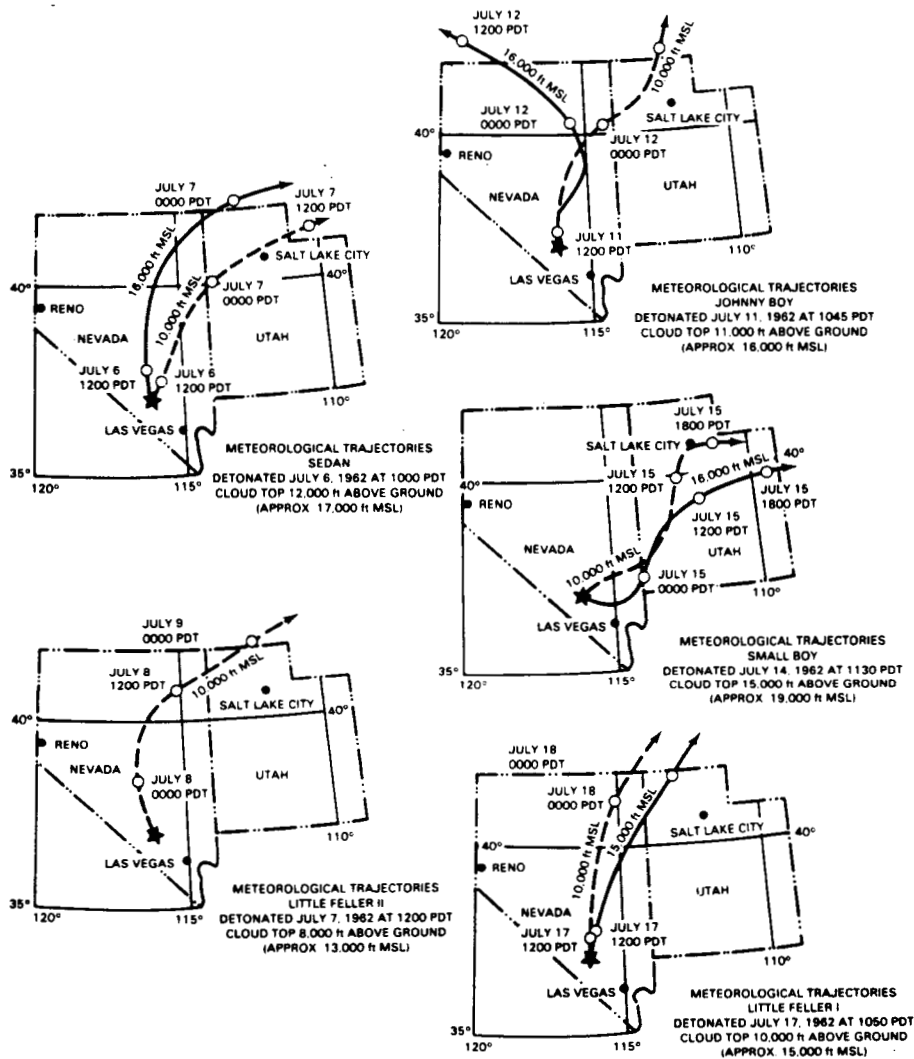 JULY 7
0000 PDT
JULY 7
1200 PDT
16,000 ft MSL
10,000 ft MSL
SALT LAKE CITY
40°
40°
JULY 7
0000 PDT
RENO
NEVADA
UTAH
JULY 6
1200 PDT
JULY 6
1200 PDT
110°
LAS VEGAS
35°
120°
115°
METEOROLOGICAL TRAJECTORIES
SEDAN
DETONATED JULY 6, 1962 AT 1000 PDT
CLOUD TOP 12,000 ft ABOVE GROUND
(APPROX 17,000 ft MSL)
JULY 9
0000 PDT
JULY 8
1200 PDT
10,000 ft MSL
SALT LAKE CITY
40°
40°
RENO
NEVADA
JULY 8
0000 PDT
UTAH
110°
LAS VEGAS
35°
120°
115°
METEOROLOGICAL TRAJECTORIES
LITTLE FELLER II
DETONATED JULY 7, 1962 AT 1200 PDT
CLOUD TOP 8,000 ft ABOVE GROUND
(APPROX 13,000 ft MSL)
JULY 12
1200 PDT
16,000 ft MSL
10,000 ft MSL
JULY 12
0000 PDT
SALT LAKE CITY
40°
JULY 12
0000 PDT
RENO
NEVADA
UTAH
JULY 11
1200 PDT
110°
LAS VEGAS
120°
115°
METEOROLOGICAL TRAJECTORIES
JOHNNY BOY
DETONATED JULY 11, 1962 AT 1045 PDT
CLOUD TOP 11,000 ft ABOVE GROUND
(APPROX 16,000 ft MSL)
JULY 15
1800 PDT
SALT LAKE CITY
16,000 ft MSL
40°
40°
JULY 15
1200 PDT
JULY 15
1800 PDT
RENO
JULY 15
1200 PDT
NEVADA
UTAH
10,000 ft MSL
JULY 15
0000 PDT
110°
LAS VEGAS
35°
120°
115°
METEOROLOGICAL TRAJECTORIES
SMALL BOY
DETONATED JULY 14, 1962 AT 1130 PDT
CLOUD TOP 15,000 ft ABOVE GROUND
(APPROX 19,000 ft MSL)
JULY 18
0000 PDT
JULY 18
0000 PDT
10,000 ft MSL
15,000 ft MSL
SALT LAKE CITY
40°
40°
RENO
NEVADA
UTAH
JULY 17
1200 PDT
JULY 17
1200 PDT
110°
LAS VEGAS
35°
120°
115°
METEOROLOGICAL TRAJECTORIES
LITTLE FELLER I
DETONATED JULY 17, 1962 AT 1050 PDT
CLOUD TOP 10,000 ft ABOVE GROUND
(APPROX. 15,000 ft MSL)